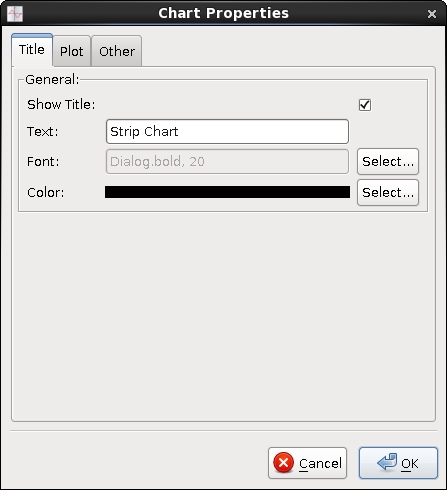 Chart Properties
Title Plot Other
General:
Show Title:
Text: Strip Chart
Font: Dialog.bold, 20 Select...
Color: Select...
Cancel OK